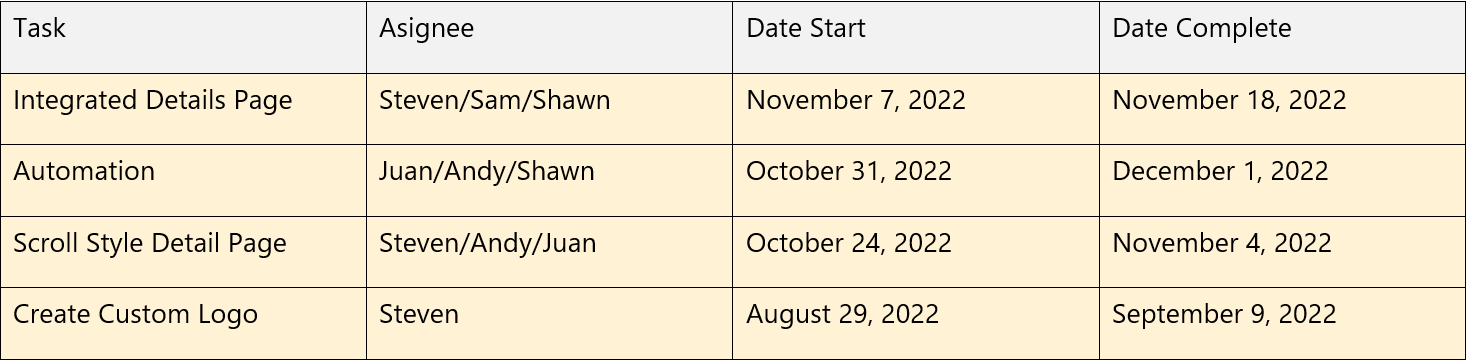 Task Asignee Date Start Date Complete
Integrated Details Page Steven/Sam/Shawn November 7, 2022 November 18, 2022
Automation Juan/Andy/Shawn October 31, 2022 December 1, 2022
Scroll Style Detail Page Steven/Andy/Juan October 24, 2022 November 4, 2022
Create Custom Logo Steven August 29, 2022 September 9, 2022